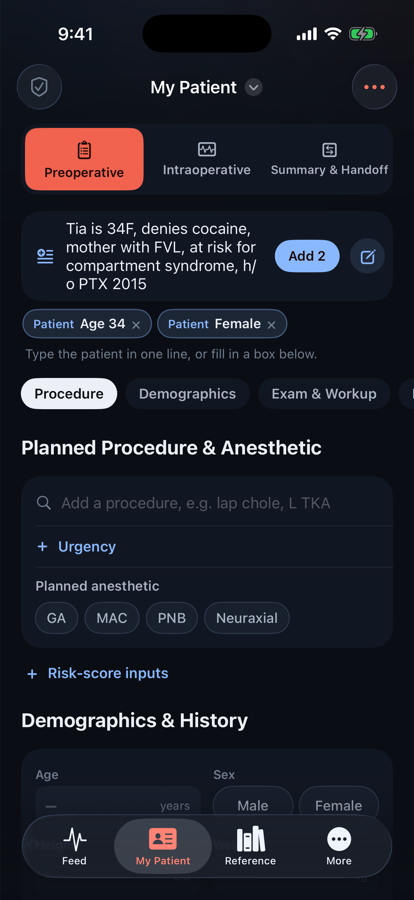 9:41
My Patient
Preoperative
Intraoperative
Summary & Handoff
Tia is 34F, denies cocaine,
mother with FVL, at risk for
compartment syndrome, h/
o PTX 2015
Add 2
Patient Age 34 ×
Patient Female ×
Type the patient in one line, or fill in a box below.
Procedure
Demographics
Exam & Workup
Planned Procedure & Anesthetic
Add a procedure, e.g. lap chole, L TKA
+ Urgency
Planned anesthetic
GA
MAC
PNB
Neuraxial
+ Risk-score inputs
Demographics & History
Age
Sex
— years
Male
Female
Feed
My Patient
Reference
More